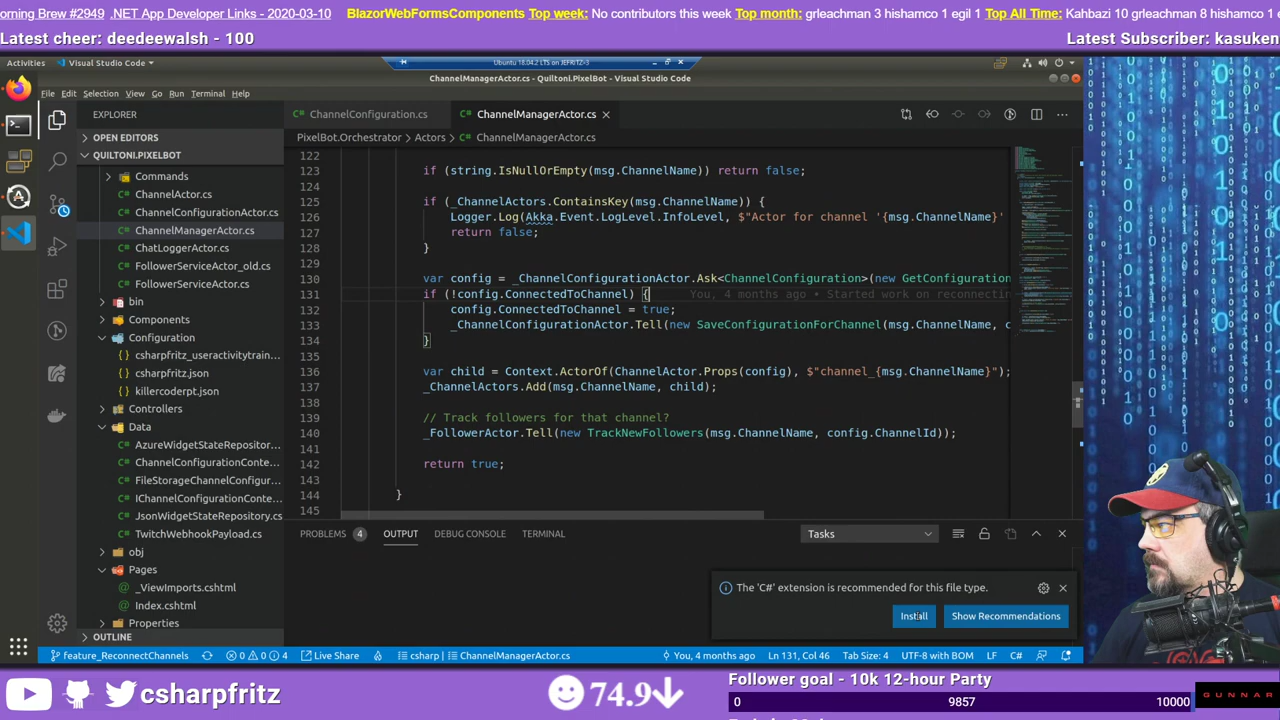 orning Brew #2949 .NET App Developer Links - 2020-03-10 BlazorWebFormsComponents Top week: No contributors this week Top month: grleachman 3 hishamco 1 egil 1 Top All Time: Kahbazi 10 grleachman 8 hishamco 1 e
Latest cheer: deedeewalsh - 100
Latest Subscriber: kasuken
Activities Visual Studio Code Ubuntu 18.04.2 LTS on JEFRITZ-3
ChannelManagerActor.cs - Quiltoni.PixelBot - Visual Studio Code
File Edit Selection View Go Run Terminal Help
EXPLORER
ChannelConfiguration.cs
ChannelManagerActor.cs
OPEN EDITORS
QUILTONI.PIXELBOT
Commands
ChannelActor.cs
ChannelConfigurationActor.cs
ChannelManagerActor.cs
ChatLoggerActor.cs
FollowerServiceActor_old.cs
FollowerServiceActor.cs
bin
Components
Configuration
csharpfritz_useractivitytrain...
csharpfritz.json
killercoderpt.json
Controllers
Data
AzureWidgetStateRepositor...
ChannelConfigurationConte...
FileStorageChannelConfigur...
IChannelConfigurationConte...
JsonWidgetStateRepository.cs
TwitchWebhookPayload.cs
obj
Pages
_ViewImports.cshtml
Index.cshtml
Properties
OUTLINE
PixelBot.Orchestrator > Actors > ChannelManagerActor.cs
122
123 if (string.IsNullOrEmpty(msg.ChannelName)) return false;
124
125 if (_ChannelActors.ContainsKey(msg.ChannelName)) {
126 Logger.Log(Akka.Event.LogLevel.InfoLevel, $"Actor for channel '{msg.ChannelName}'
127 return false;
128 }
129
130 var config = _ChannelConfigurationActor.Ask<ChannelConfiguration>(new GetConfiguration
131 if (!config.ConnectedToChannel) { You, 4 months ago • Started work on reconnectin
132 config.ConnectedToChannel = true;
133 _ChannelConfigurationActor.Tell(new SaveConfigurationForChannel(msg.ChannelName, c
134 }
135
136 var child = Context.ActorOf(ChannelActor.Props(config), $"channel_{msg.ChannelName}");
137 _ChannelActors.Add(msg.ChannelName, child);
138
139 // Track followers for that channel?
140 _FollowerActor.Tell(new TrackNewFollowers(msg.ChannelName, config.ChannelId));
141
142 return true;
143
144 }
145
PROBLEMS 4 OUTPUT DEBUG CONSOLE TERMINAL Tasks
The 'C#' extension is recommended for this file type.
Install Show Recommendations
feature_ReconnectChannels 0 0 4 Live Share csharp | ChannelManagerActor.cs You, 4 months ago Ln 131, Col 46 Tab Size: 4 UTF-8 with BOM LF C#
csharpfritz
74.9
Follower goal - 10k 12-hour Party
0 9857 10000
GUNNAR